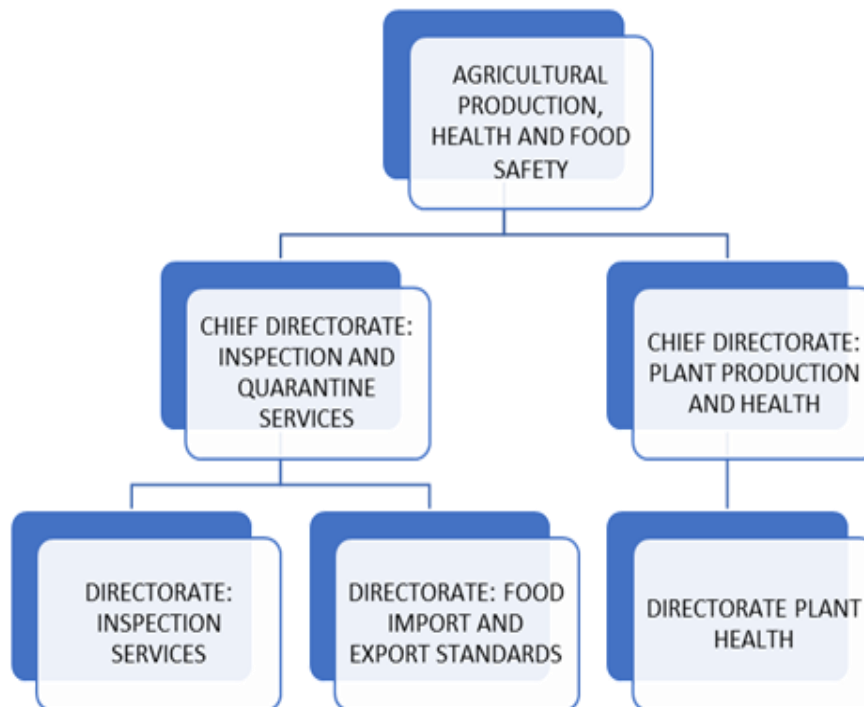 AGRICULTURAL
PRODUCTION,
HEALTH AND FOOD
SAFETY
CHIEF DIRECTORATE:
INSPECTION AND
QUARANTINE
SERVICES
CHIEF DIRECTORATE:
PLANT PRODUCTION
AND HEALTH
DIRECTORATE:
INSPECTION
SERVICES
DIRECTORATE: FOOD
IMPORT AND
EXPORT STANDARDS
DIRECTORATE PLANT
HEALTH